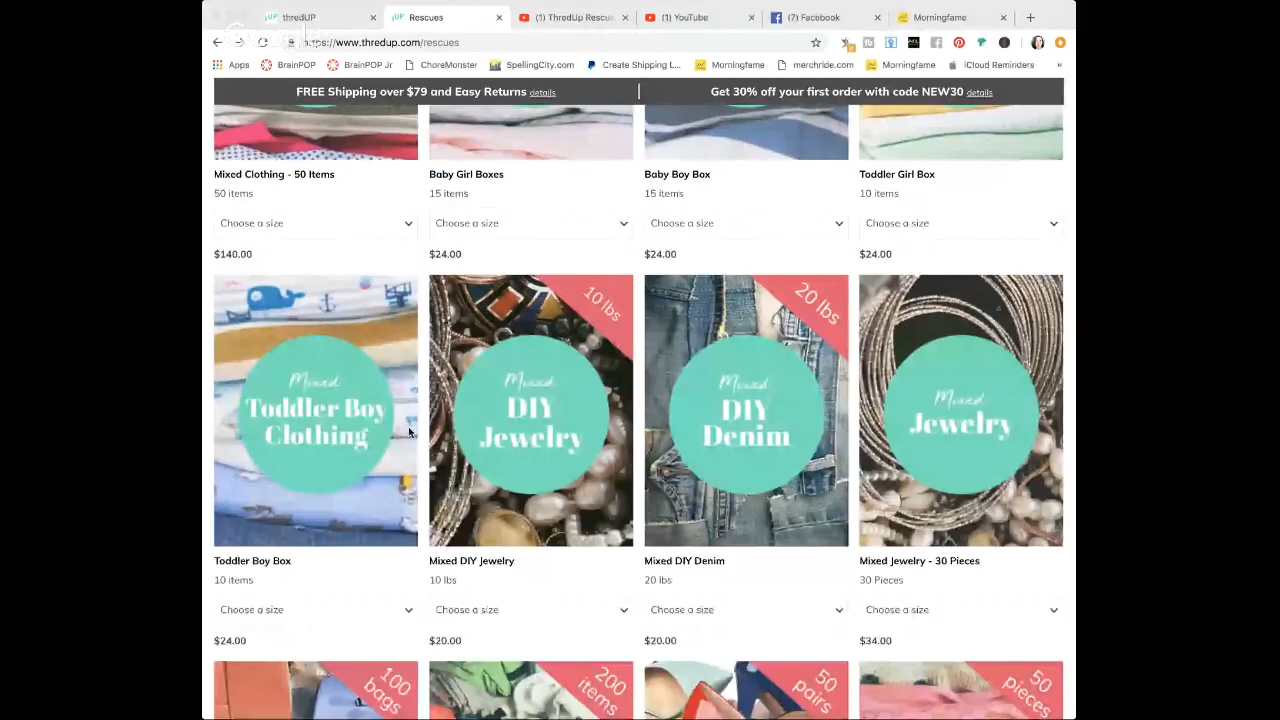 thredUP
Rescues
(1) ThredUp Rescu
(1) YouTube
(7) Facebook
Morningfame
https://www.thredup.com/rescues
Apps
BrainPOP
BrainPOP Jr
ChoreMonster
SpellingCity.com
Create Shipping L...
Morningfame
merchride.com
Morningfame
iCloud Reminders
»
FREE Shipping over $79 and Easy Returns details
Get 30% off your first order with code NEW30 details
Mixed Clothing - 50 Items
Baby Girl Boxes
Baby Boy Box
Toddler Girl Box
50 items
15 items
15 items
10 items
Choose a size
Choose a size
Choose a size
Choose a size
$140.00
$24.00
$24.00
$24.00
Mixed
Toddler Boy
Clothing
10 lbs
Mixed
DIY
Jewelry
20 lbs
Mixed
DIY
Denim
Mixed
Jewelry
Toddler Boy Box
Mixed DIY Jewelry
Mixed DIY Denim
Mixed Jewelry - 30 Pieces
10 items
10 lbs
20 lbs
30 Pieces
Choose a size
Choose a size
Choose a size
Choose a size
$24.00
$20.00
$20.00
$34.00
100
bags
200
items
50
pairs
50
pieces